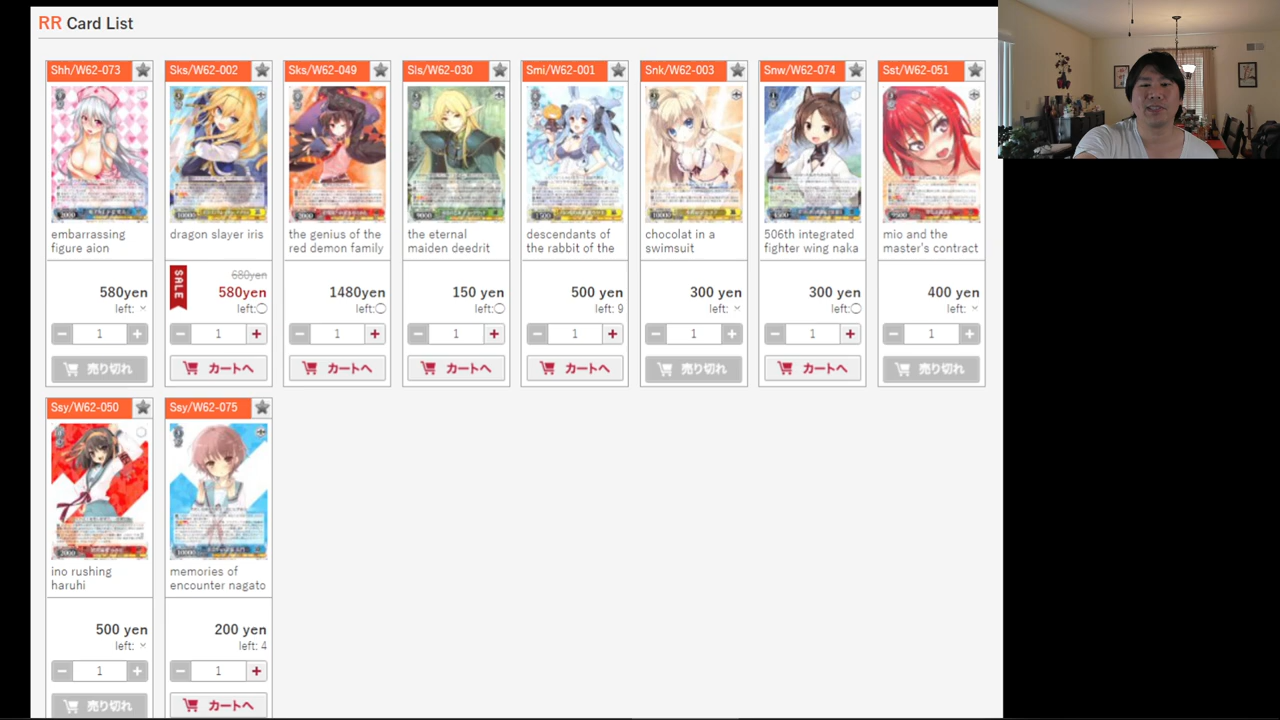 RR Card List
Shh/W62-073
Sks/W62-002
Sks/W62-049
Sls/W62-030
Smi/W62-001
Snk/W62-003
Snw/W62-074
Sst/W62-051
embarrassing
figure aion
dragon slayer iris
the genius of the
red demon family
the eternal
maiden deedrit
descendants of
the rabbit of the
chocolat in a
swimsuit
506th integrated
fighter wing naka
mio and the
master's contract
SALE
680yen
580yen
580yen
1480yen
150 yen
500 yen
300 yen
300 yen
400 yen
left:
left:
left:
left:
left: 9
left:
left:
left:
1
1
1
1
1
1
1
1
売り切れ
カートへ
カートへ
カートへ
カートへ
売り切れ
カートへ
売り切れ
Ssy/W62-050
Ssy/W62-075
ino rushing
haruhi
memories of
encounter nagato
500 yen
200 yen
left:
left: 4
1
1
売り切れ
カートへ